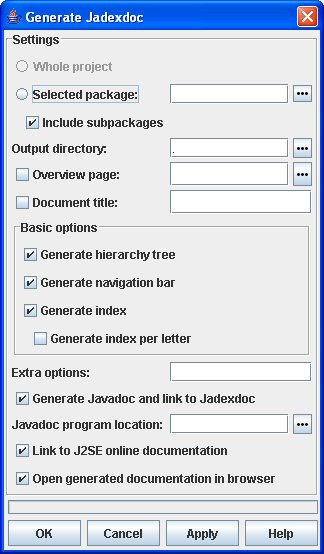 Generate Jadexdoc
Settings
Whole project
Selected package:
...
Include subpackages
Output directory:
.
...
Overview page:
...
Document title:
Basic options
Generate hierarchy tree
Generate navigation bar
Generate index
Generate index per letter
Extra options:
Generate Javadoc and link to Jadexdoc
Javadoc program location:
...
Link to J2SE online documentation
Open generated documentation in browser
OK Cancel Apply Help